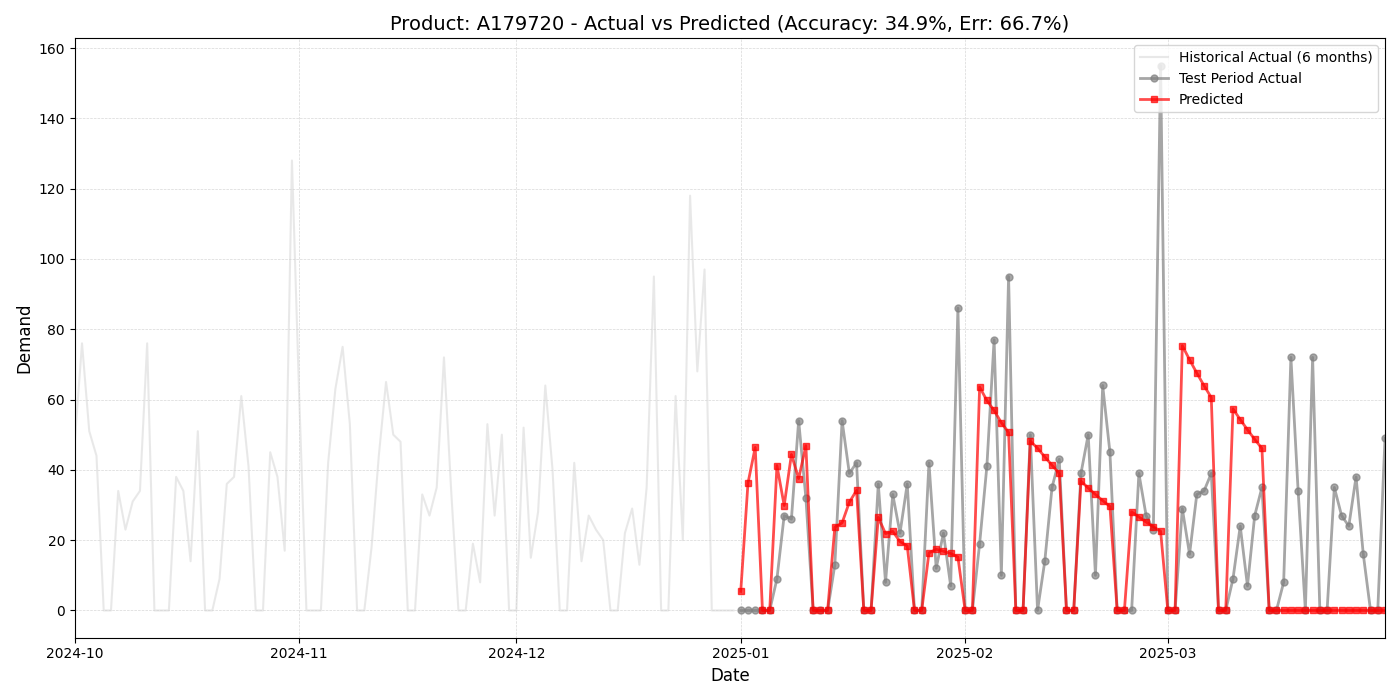 Product: A179720 - Actual vs Predicted (Accuracy: 34.9%, Err: 66.7%)
160
140
120
100
80
60
40
20
0
Demand
Historical Actual (6 months)
Test Period Actual
Predicted
2024-10
2024-11
2024-12
2025-01
2025-02
2025-03
Date